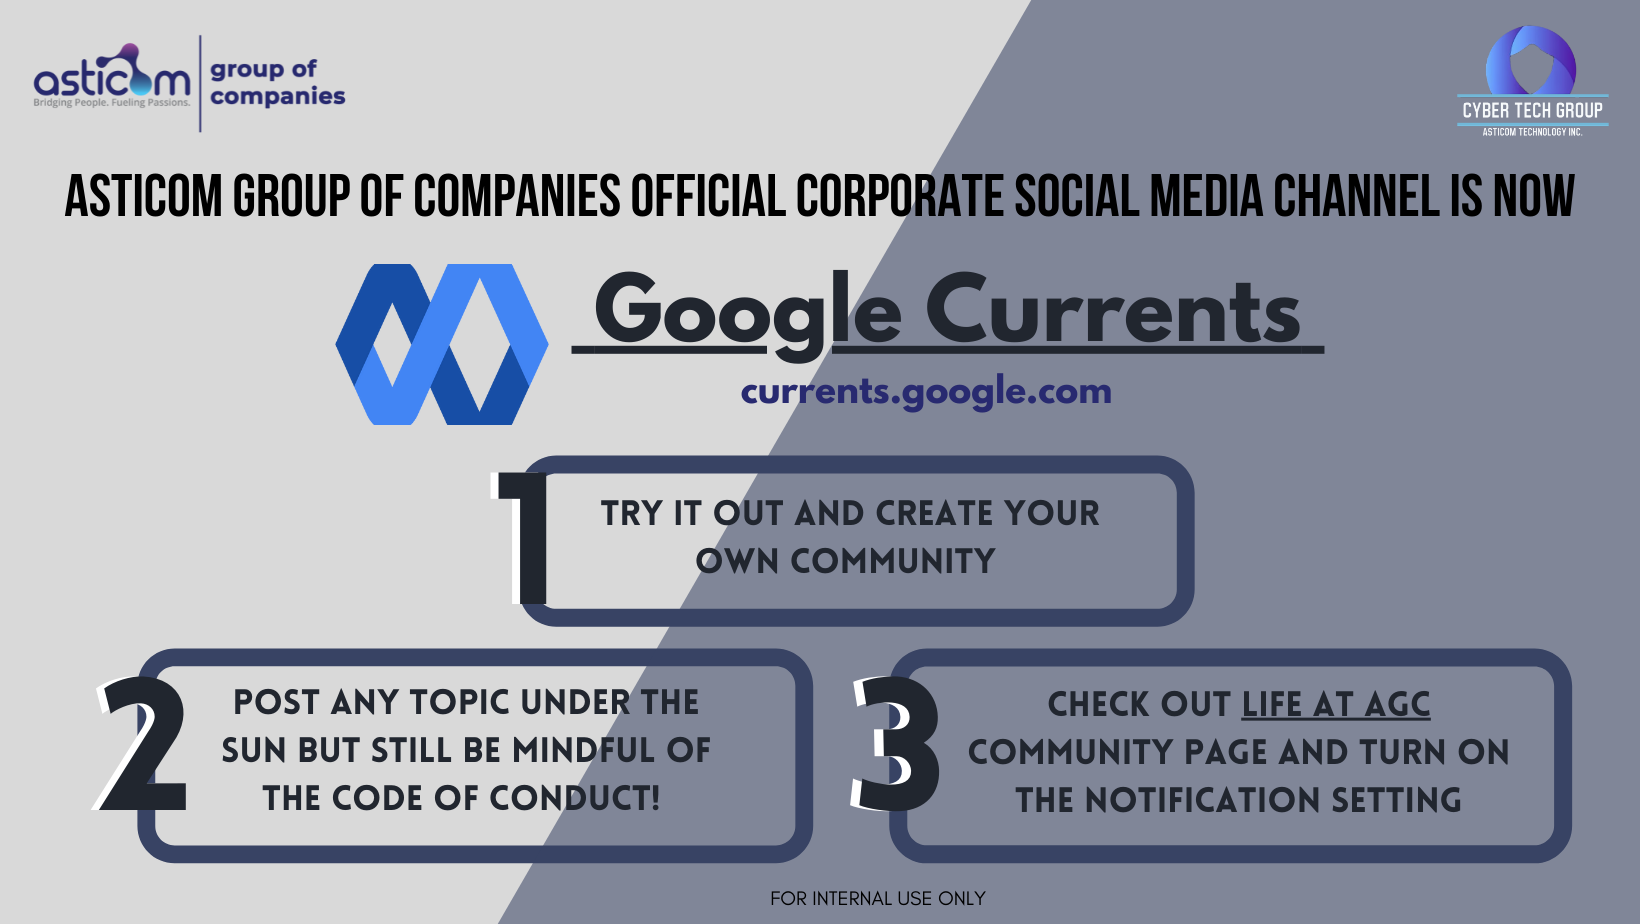 asticom
Bridging People. Fueling Passions.
group of
companies
CYBER TECH GROUP
ASTICOM TECHNOLOGY INC.
ASTICOM GROUP OF COMPANIES OFFICIAL CORPORATE SOCIAL MEDIA CHANNEL IS NOW
Google Currents
currents.google.com
1
TRY IT OUT AND CREATE YOUR
OWN COMMUNITY
2
POST ANY TOPIC UNDER THE
SUN BUT STILL BE MINDFUL OF
THE CODE OF CONDUCT!
3
CHECK OUT LIFE AT AGC
COMMUNITY PAGE AND TURN ON
THE NOTIFICATION SETTING
FOR INTERNAL USE ONLY